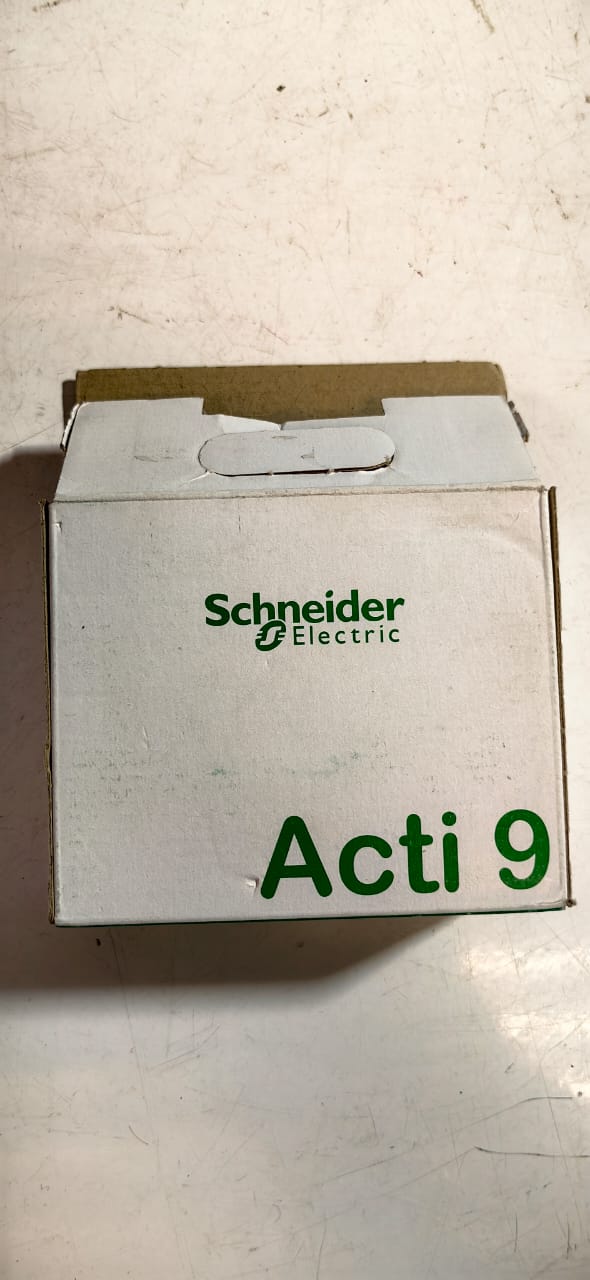 Schneider
Electric
Acti 9